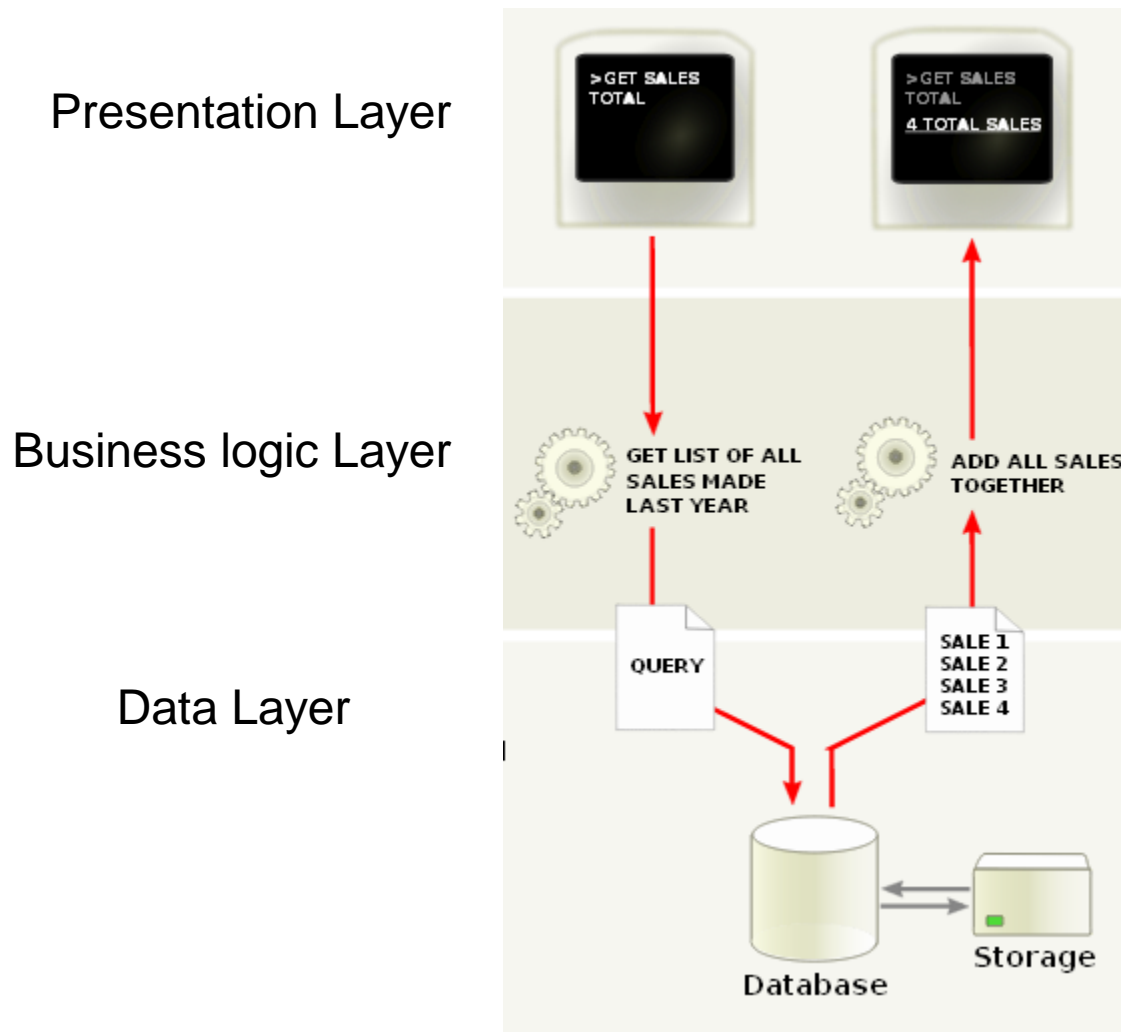 Presentation Layer
>GET SALES
TOTAL
>GET SALES
TOTAL
4 TOTAL SALES
Business logic Layer
GET LIST OF ALL
SALES MADE
LAST YEAR
ADD ALL SALES
TOGETHER
Data Layer
QUERY
SALE 1
SALE 2
SALE 3
SALE 4
Database
Storage